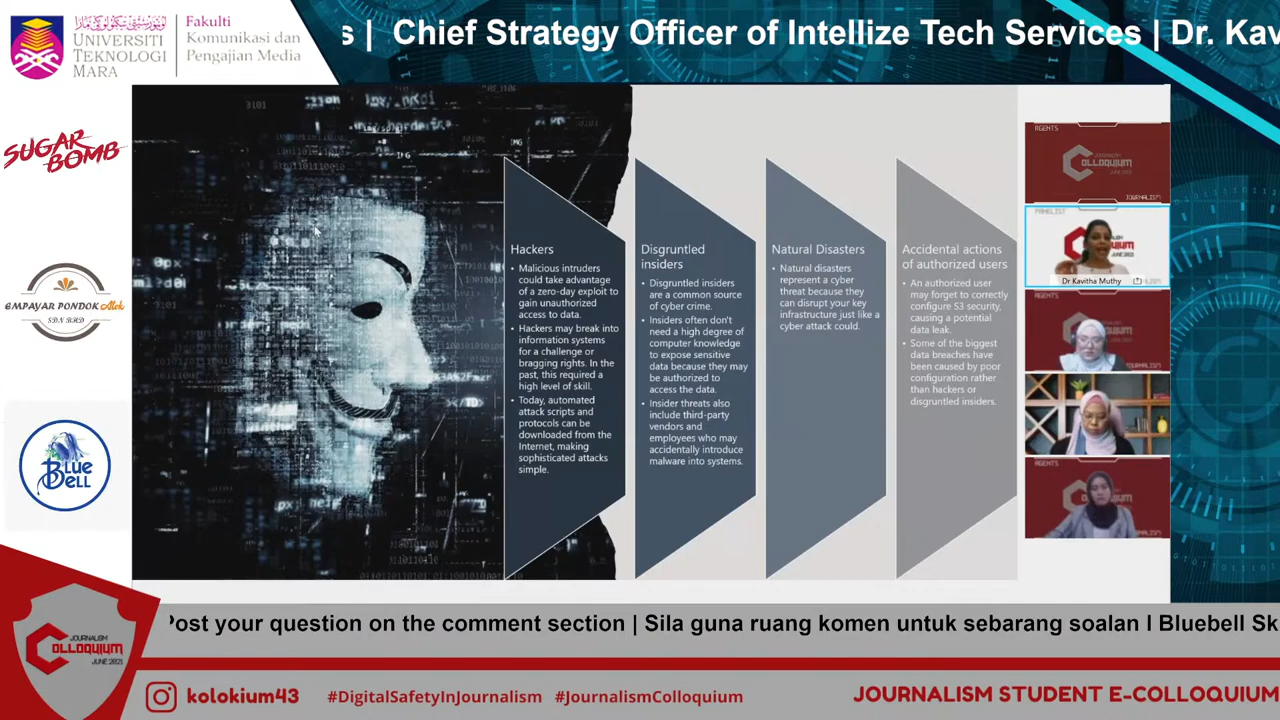 UNIVERSITI
TEKNOLOGI
MARA
Fakulti
Komunikasi dan
Pengajian Media
s | Chief Strategy Officer of Intellize Tech Services | Dr. Kav
SUGAR
BOMB
EMPAYAR PONDOK Atok
SDN BHD
BLUE
BELL
Hackers
• Malicious intruders
could take advantage
of a zero-day exploit to
gain unauthorized
access to data.
• Hackers may break into
information systems
for a challenge or
bragging rights. In the
past, this required a
high level of skill.
• Today, automated
attack scripts and
protocols can be
downloaded from the
Internet, making
sophisticated attacks
simple.
Disgruntled
insiders
• Disgruntled insiders
are a common source
of cyber crime.
• Insiders often don't
need a high degree of
computer knowledge
to expose sensitive
data because they may
be authorized to
access the data.
• Insider threats also
include third-party
vendors and
employees who may
accidentally introduce
malware into systems.
Natural Disasters
• Natural disasters
represent a cyber
threat because they
can disrupt your key
infrastructure just like a
cyber attack could.
Accidental actions
of authorized users
• An authorized user
may forget to correctly
configure S3 security,
causing a potential
data leak.
• Some of the biggest
data breaches have
been caused by poor
configuration rather
than hackers or
disgruntled insiders.
AGENTS
JOURNALISM
COLLOQUIUM
JUNE 2021
JOURNALISM
PANELIST
Dr Kavitha Muthy
AGENTS
AGENTS
JOURNALISM
COLLOQUIUM
JUNE 2021
Post your question on the comment section | Sila guna ruang komen untuk sebarang soalan I Bluebell Sk
kolokium43
#DigitalSafetyInJournalism #JournalismColloquium
JOURNALISM STUDENT E-COLLOQUIUM